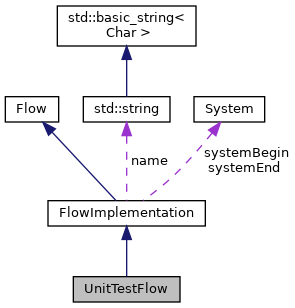 std::basic_string<
Char >
Flow
std::string
System
name
systemBegin
systemEnd
FlowImplementation
UnitTestFlow